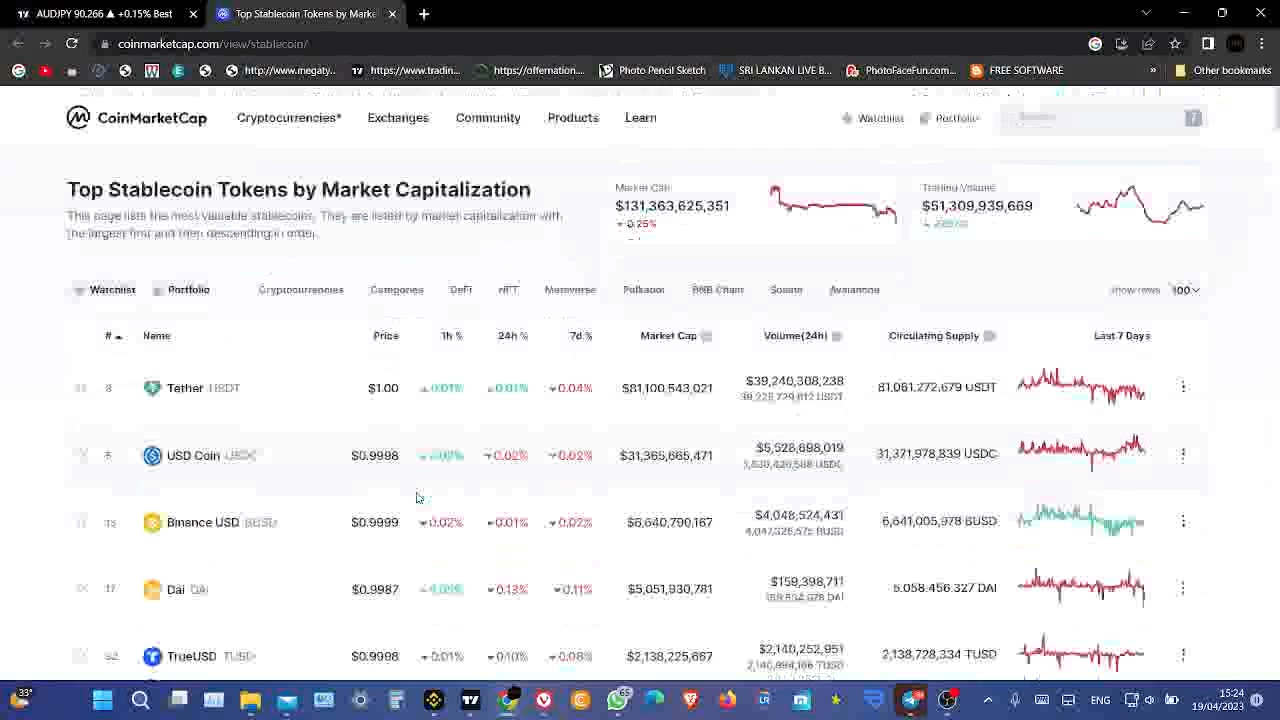 AUDJPY 90.266 ▲ +0.15% Best
Top Stablecoin Tokens by Market
coinmarketcap.com/view/stablecoin/
http://www.megaty...
https://www.tradin...
https://offernation...
Photo Pencil Sketch
SRI LANKAN LIVE B...
PhotoFaceFun.com...
FREE SOFTWARE
Other bookmarks
CoinMarketCap
Cryptocurrencies
Exchanges
Community
Products
Learn
Watchlist
Portfolio
Top Stablecoin Tokens by Market Capitalization
This page lists the most valuable stablecoins. They are listed by market capitalization with
the largest first and then descending in order.
Market Cap
$131,363,625,351
0.25%
Trading Volume
$51,309,939,669
Watchlist
Portfolio
Cryptocurrencies
Categories
DeFi
NFT
Metaverse
Polkadot
BNB Chain
Solana
Avalanche
Show rows
100
# Name Price 1h % 24h % 7d % Market Cap Volume(24h) Circulating Supply Last 7 Days
3 Tether USDT $1.00 0.01% 0.01% 0.04% $81,100,543,021 $39,240,308,238 81,061,272,679 USDT
USD Coin USDC $0.9998 0.02% 0.02% $31,365,665,471 $5,528,698,019 31,371,978,839 USDC
Binance USD BUSD $0.9999 0.02% 0.01% 0.02% $6,640,790,167 $4,048,524,431 6,641,005,978 BUSD
17 Dai DAI $0.9987 0.13% 0.11% $5,051,930,781 $159,398,711 5,058,456,327 DAI
TrueUSD TUSD $0.9998 0.01% 0.10% 0.08% $2,138,225,667 $2,140,252,951 2,138,728,334 TUSD
33°
65
ENG
15:24
19/04/2023